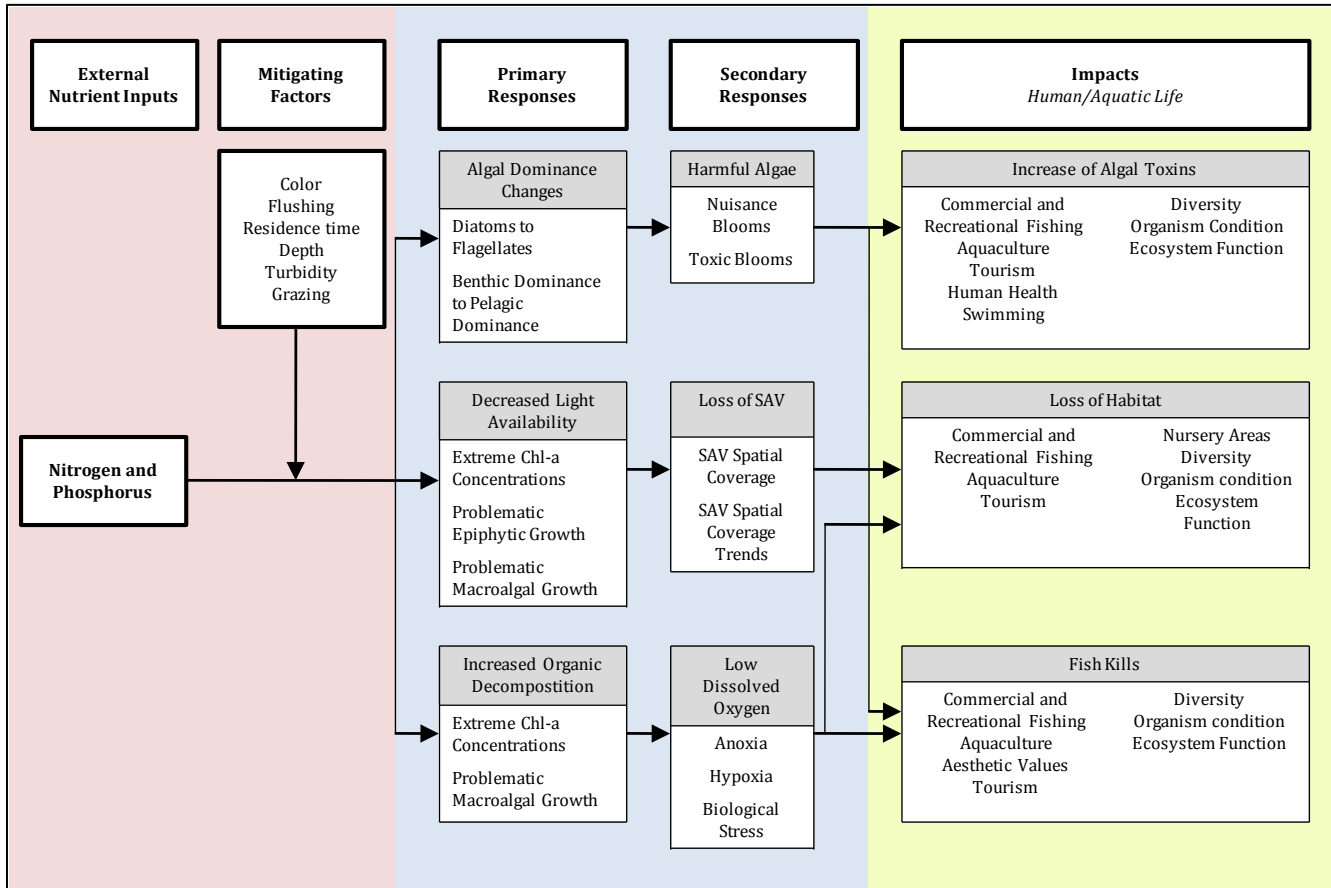 External
Nutrient Inputs
Mitigating
Factors
Primary
Responses
Secondary
Responses
Impacts
Human/Aquatic Life
Color
Flushing
Residence time
Depth
Turbidity
Grazing
Nitrogen and
Phosphorus
Algal Dominance
Changes
Diatoms to
Flagellates
Benthic Dominance
to Pelagic
Dominance
Harmful Algae
Nuisance
Blooms
Toxic Blooms
Increase of Algal Toxins
Commercial and
Recreational Fishing
Aquaculture
Tourism
Human Health
Swimming
Diversity
Organism Condition
Ecosystem Function
Decreased Light
Availability
Extreme Chl-a
Concentrations
Problematic
Epiphytic Growth
Problematic
Macroalgal Growth
Loss of SAV
SAV Spatial
Coverage
SAV Spatial
Coverage
Trends
Loss of Habitat
Commercial and
Recreational Fishing
Aquaculture
Tourism
Nursery Areas
Diversity
Organism condition
Ecosystem
Function
Increased Organic
Decompostition
Extreme Chl-a
Concentrations
Problematic
Macroalgal Growth
Low
Dissolved
Oxygen
Anoxia
Hypoxia
Biological
Stress
Fish Kills
Commercial and
Recreational Fishing
Aquaculture
Aesthetic Values
Tourism
Diversity
Organism condition
Ecosystem Function